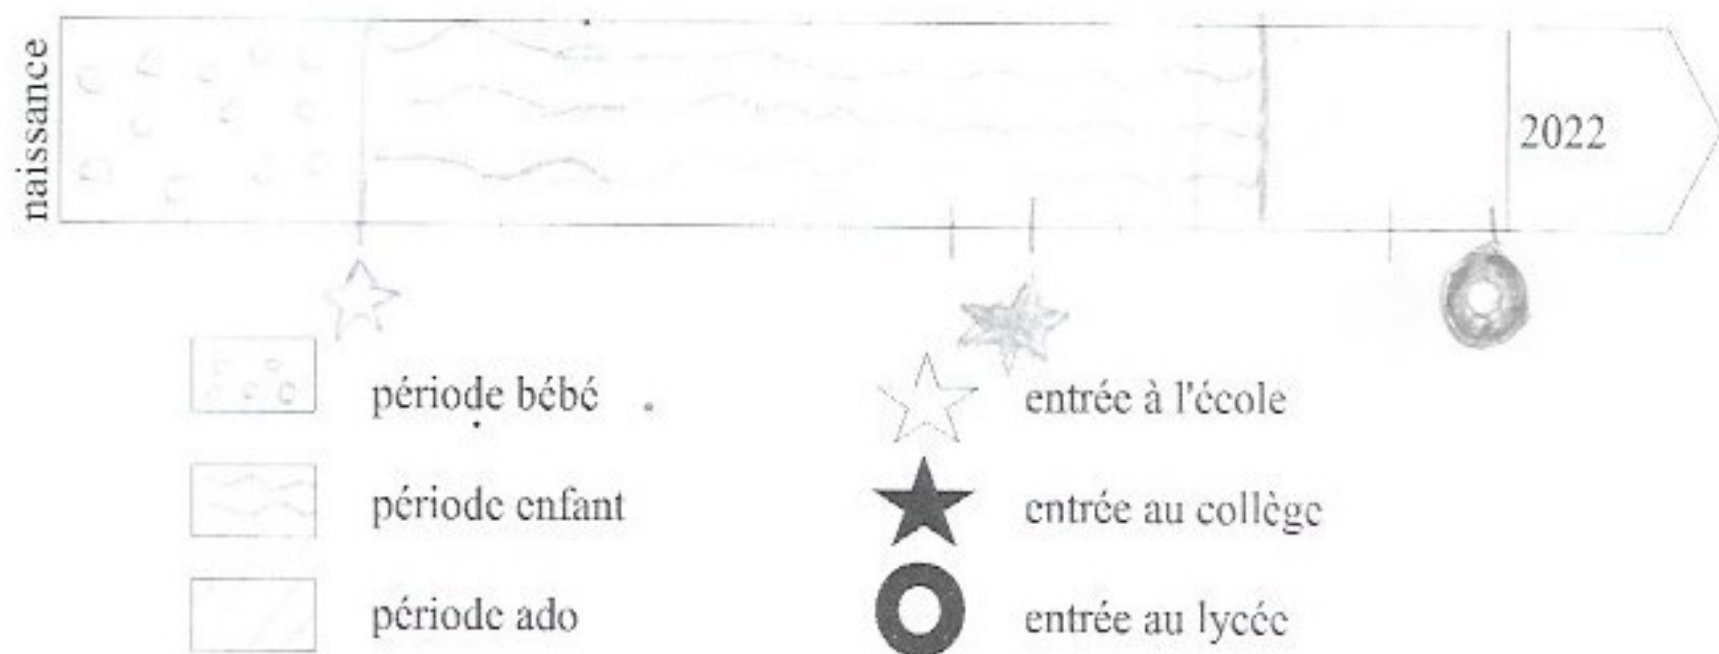 naissance
2022
période bébé
période enfant
période ado
entrée à l'école
entrée au collège
entrée au lycée